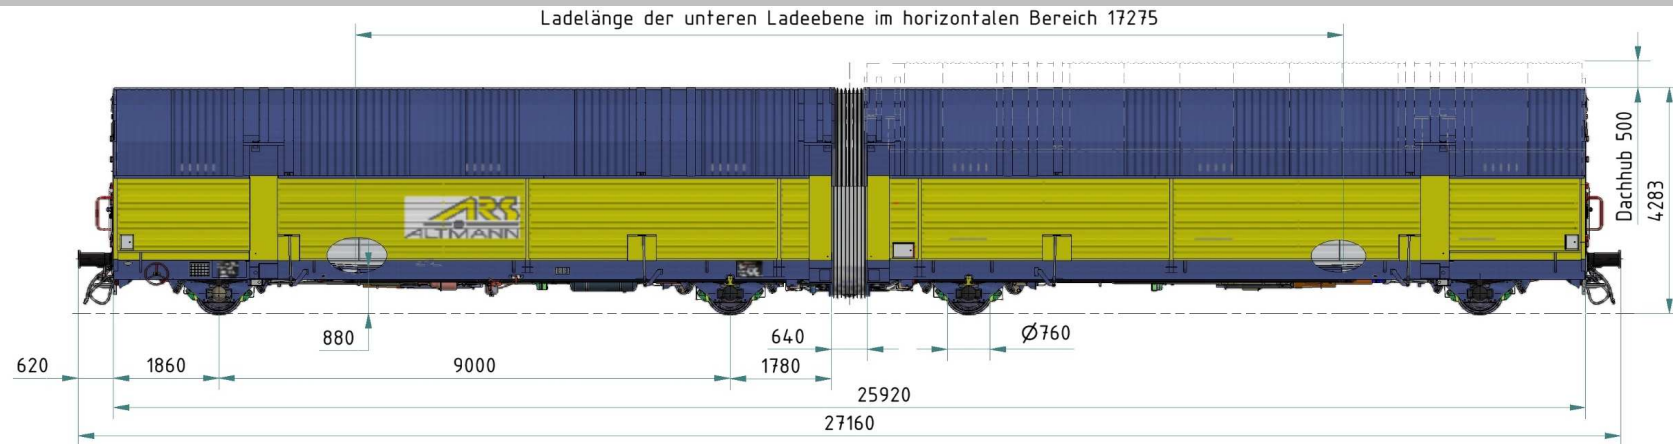 Ladelänge der unteren Ladeebene im horizontalen Bereich 17275
Dachhub 500
4283
ARS
ALTMANN
880
640
Ø760
620
1860
9000
1780
25920
27160